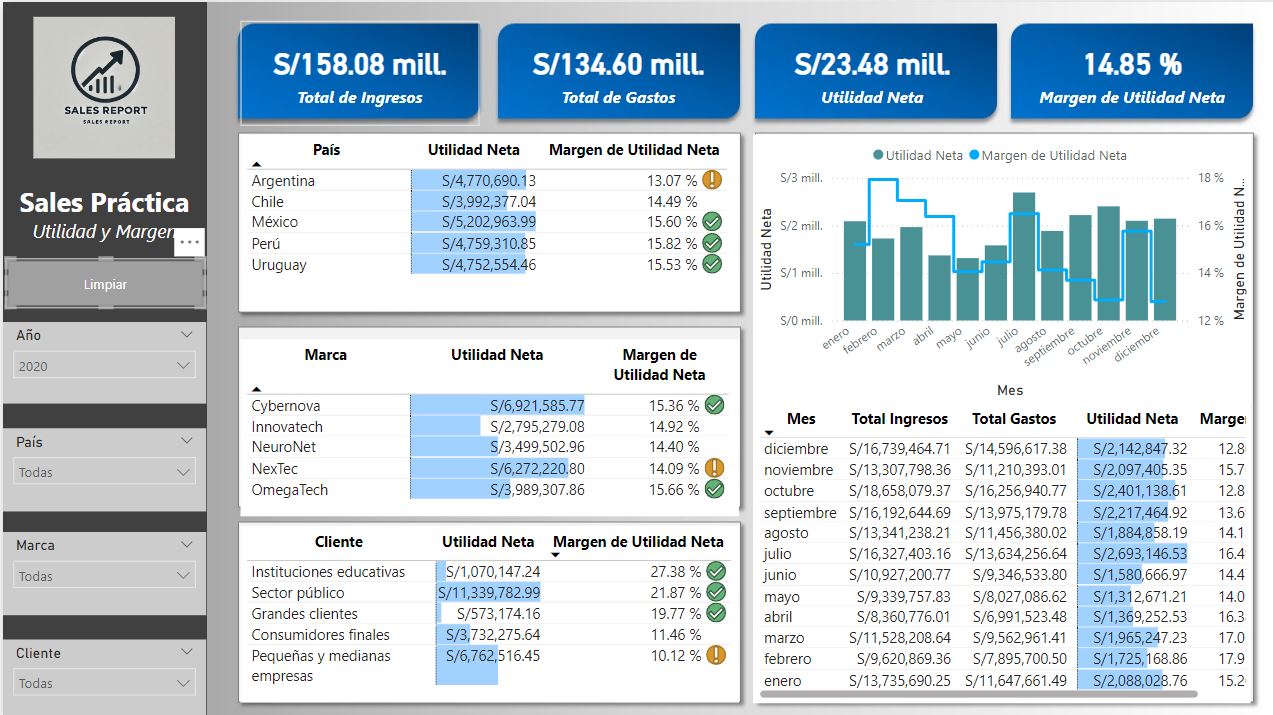 SALES REPORT
SALES REPORT
Sales Práctica
Utilidad y Margen
Limpiar
Año
2020
País
Todas
Marca
Todas
Cliente
Todas
S/158.08 mill.
Total de Ingresos
S/134.60 mill.
Total de Gastos
S/23.48 mill.
Utilidad Neta
14.85 %
Margen de Utilidad Neta
País Utilidad Neta Margen de Utilidad Neta
Argentina S/4,770,690.13 13.07 %
Chile S/3,992,377.04 14.49 %
México S/5,202,963.99 15.60 %
Perú S/4,759,310.85 15.82 %
Uruguay S/4,752,554.46 15.53 %
Marca Utilidad Neta Margen de
Utilidad Neta
Cybernova S/6,921,585.77 15.36 %
Innovatech S/2,795,279.08 14.92 %
NeuroNet S/3,499,502.96 14.40 %
NexTec S/6,272,220.80 14.09 %
OmegaTech S/3,989,307.86 15.66 %
Cliente Utilidad Neta Margen de Utilidad Neta
Instituciones educativas S/1,070,147.24 27.38 %
Sector público S/11,339,782.99 21.87 %
Grandes clientes S/573,174.16 19.77 %
Consumidores finales S/3,732,275.64 11.46 %
Pequeñas y medianas S/6,762,516.45 10.12 %
empresas
Utilidad Neta Margen de Utilidad Neta
Utilidad Neta
S/3 mill.
S/2 mill.
S/1 mill.
S/0 mill.
18 %
16 %
14 %
12 %
Margen de Utilidad N...
enero
febrero
marzo
abril
mayo
junio
julio
agosto
septiembre
octubre
noviembre
diciembre
Mes
Mes Total Ingresos Total Gastos Utilidad Neta Margen
diciembre S/16,739,464.71 S/14,596,617.38 S/2,142,847.32 12.8
noviembre S/13,307,798.36 S/11,210,393.01 S/2,097,405.35 15.7
octubre S/18,658,079.37 S/16,256,940.77 S/2,401,138.61 12.8
septiembre S/16,192,644.69 S/13,975,179.78 S/2,217,464.92 13.6
agosto S/13,341,238.21 S/11,456,380.02 S/1,884,858.19 14.1
julio S/16,327,403.16 S/13,634,256.64 S/2,693,146.53 16.4
junio S/10,927,200.77 S/9,346,533.80 S/1,580,666.97 14.4
mayo S/9,339,757.83 S/8,027,086.62 S/1,312,671.21 14.0
abril S/8,360,776.01 S/6,991,523.48 S/1,369,252.53 16.3
marzo S/11,528,208.64 S/9,562,961.41 S/1,965,247.23 17.0
febrero S/9,620,869.36 S/7,895,700.50 S/1,725,168.86 17.9
enero S/13,735,690.25 S/11,647,661.49 S/2,088,028.76 15.2